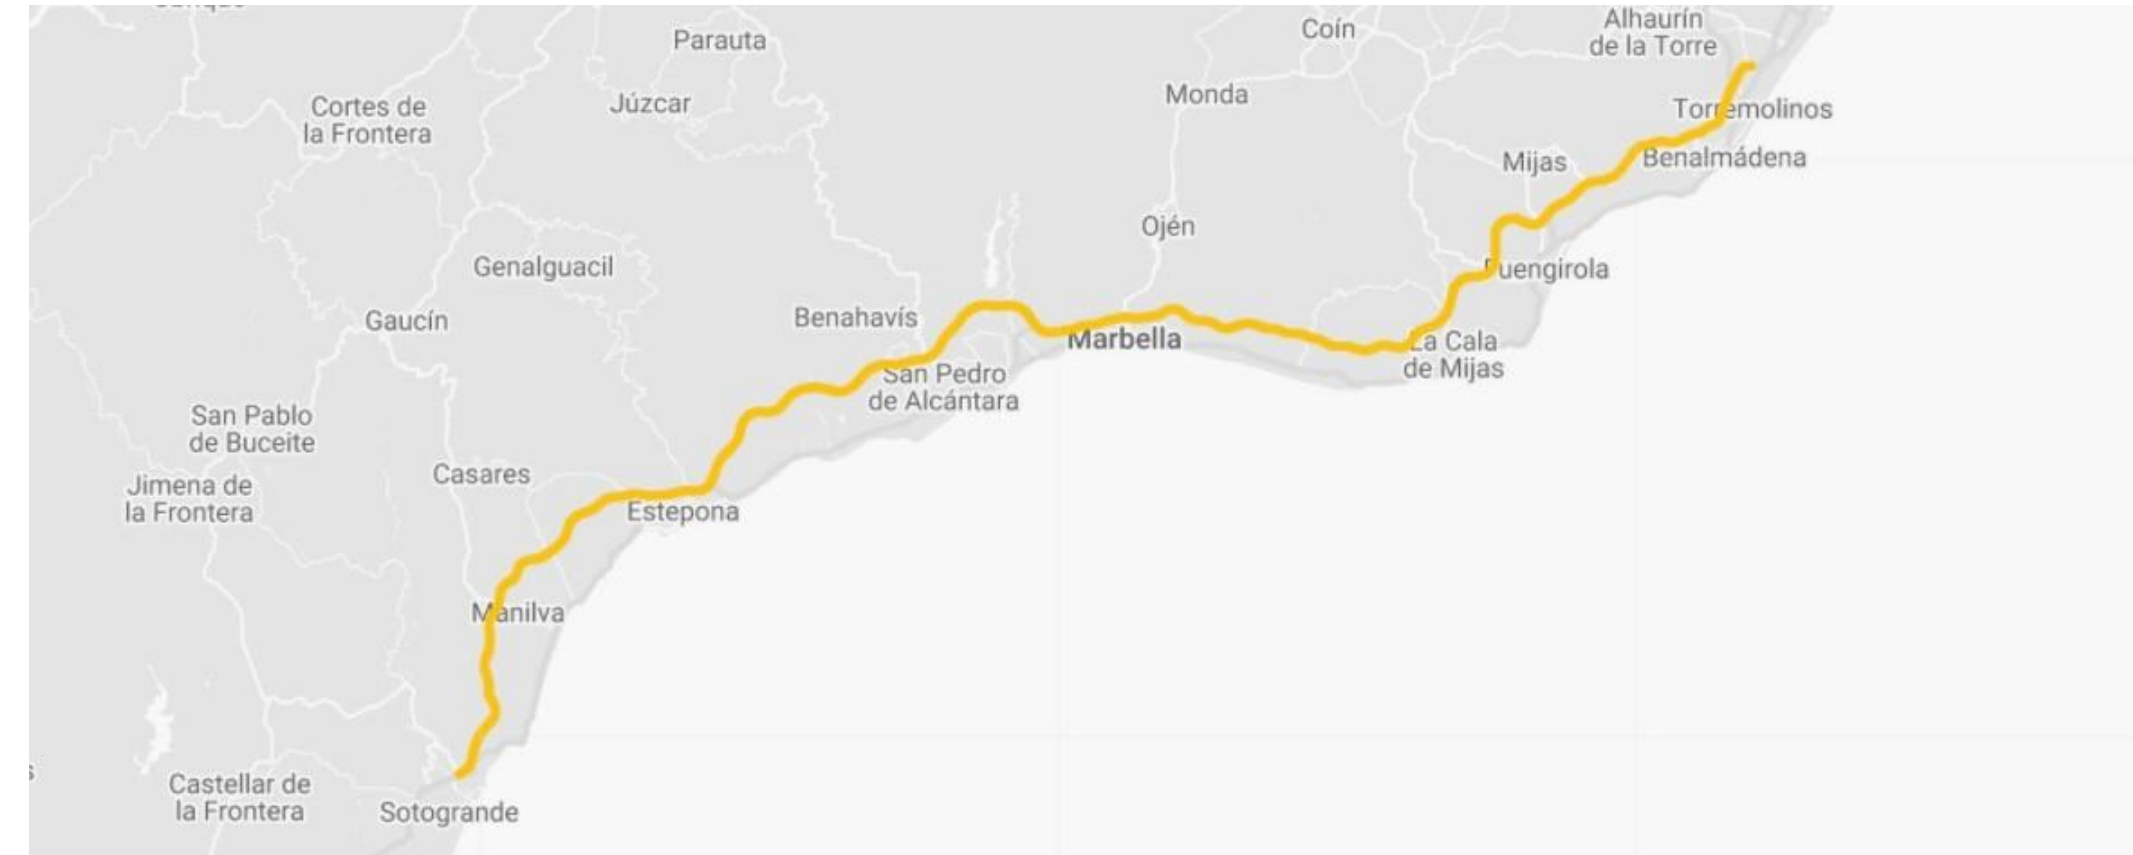 Alhaurín
de la Torre
Coín
Parauta
Monda
Júzcar
Cortes de
la Frontera
Torremolinos
Benalmádena
Mijas
Ojén
Genalguacil
Fuengirola
Benahavís
Gaucín
Marbella
La Cala
de Mijas
San Pedro
de Alcántara
San Pablo
de Buceite
Casares
Jimena de
la Frontera
Estepona
Manilva
Castellar de
la Frontera
Sotogrande